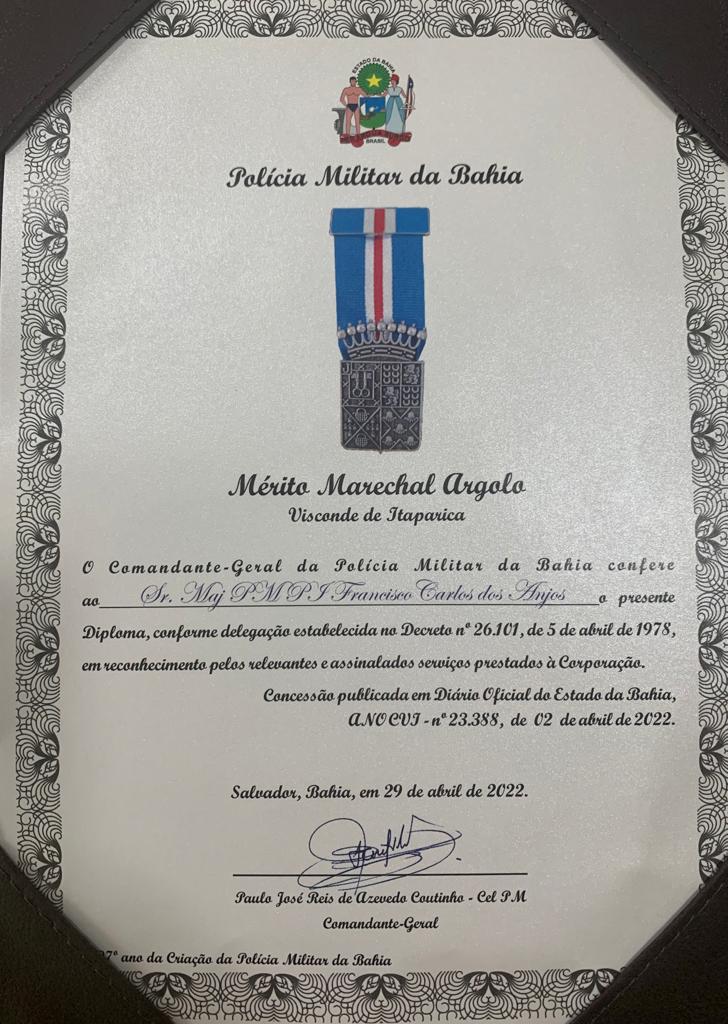 ESTADO DA BAHIA
BRASIL
Polícia Militar da Bahia
Mérito Marechal Argolo
Visconde de Itaparica
O Comandante-Geral da Polícia Militar da Bahia confere
ao Sr. Maj PM PI Francisco Carlos dos Anjos o presente
Diploma, conforme delegação estabelecida no Decreto nº 26.101, de 5 de abril de 1978,
em reconhecimento pelos relevantes e assinalados serviços prestados à Corporação.
Concessão publicada em Diário Oficial do Estado da Bahia,
ANO CVI - nº 23.388, de 02 de abril de 2022.
Salvador, Bahia, em 29 de abril de 2022.
Paulo José Reis de Azevedo Coutinho - Cel PM
Comandante-Geral
7º ano da Criação da Polícia Militar da Bahia